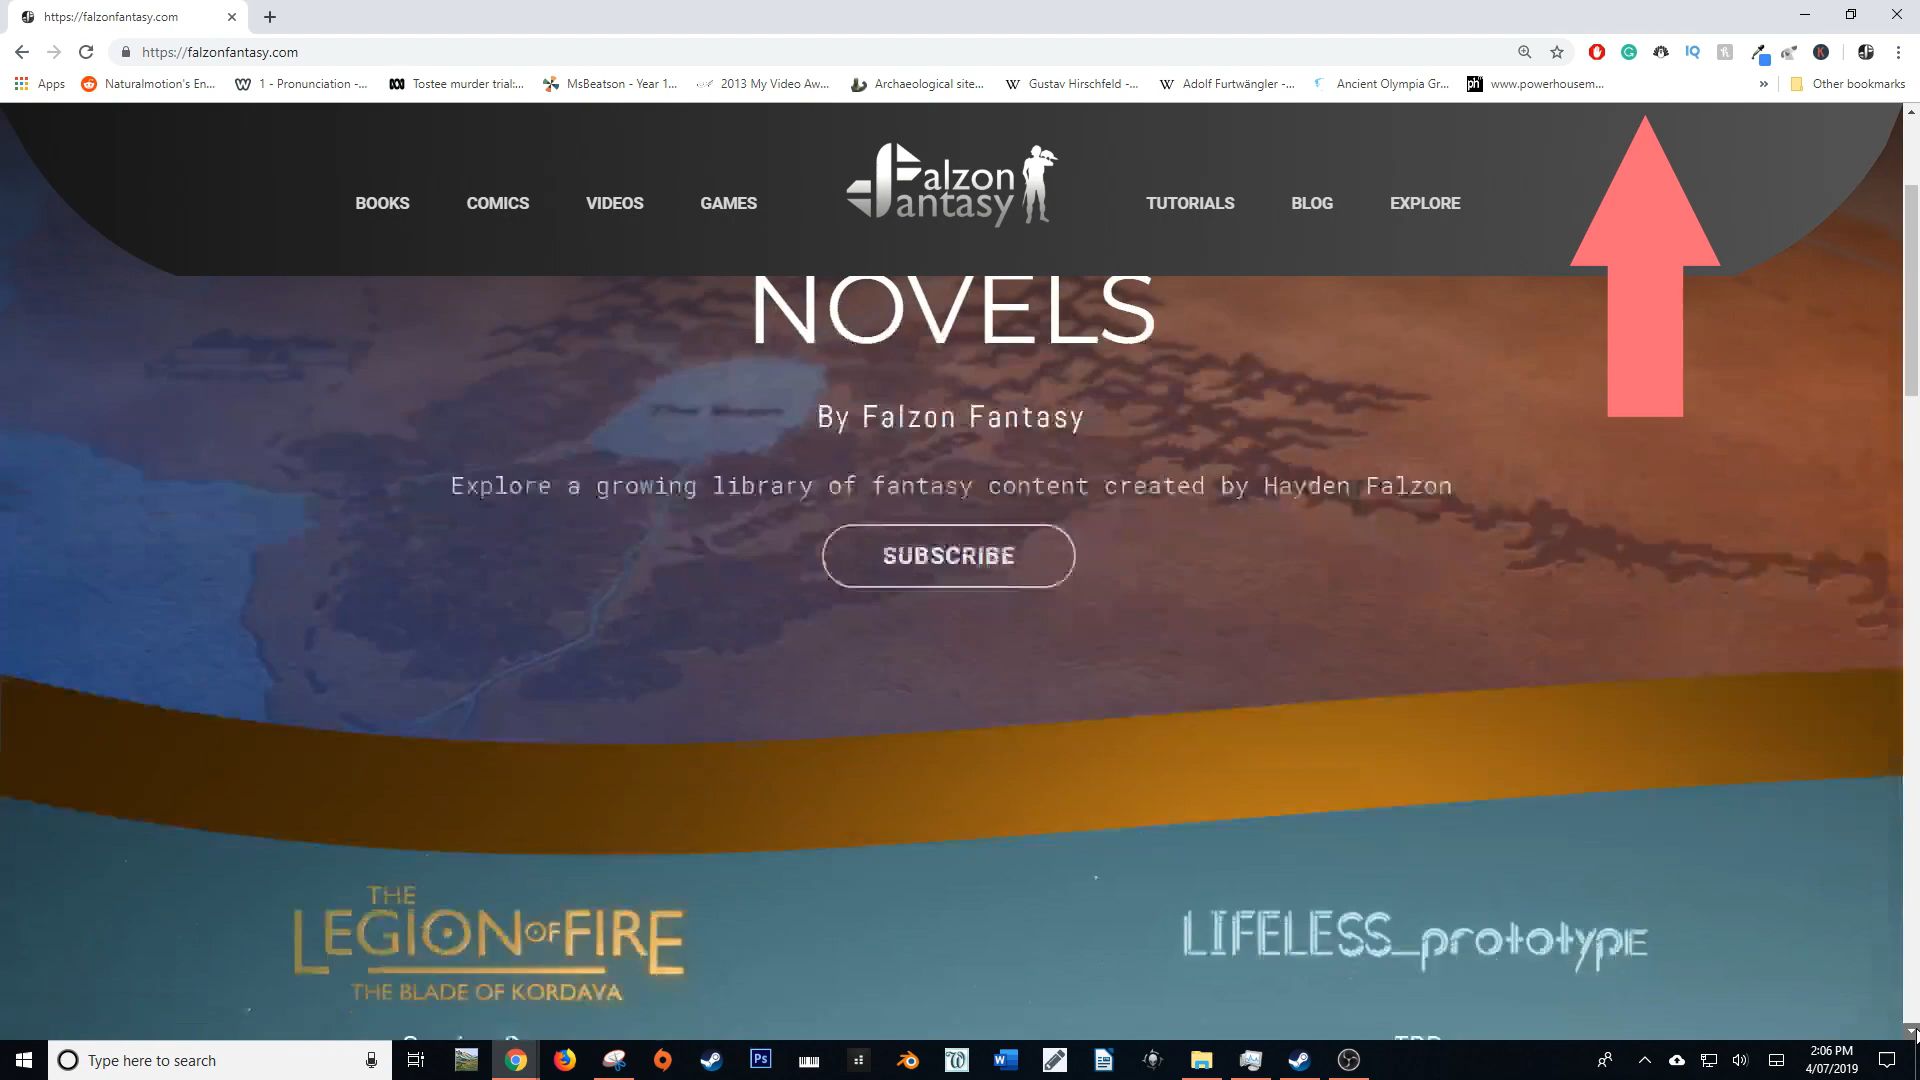 https://falzonfantasy.com
https://falzonfantasy.com
Apps
Naturalmotion's En...
1 - Pronunciation -...
Tostee murder trial:...
MsBeatson - Year 1...
2013 My Video Aw...
Archaeological site...
Gustav Hirschfeld -...
Adolf Furtwängler -...
Ancient Olympia Gr...
www.powerhousem...
Other bookmarks
BOOKS
COMICS
VIDEOS
GAMES
Falzon
Fantasy
TUTORIALS
BLOG
EXPLORE
NOVELS
By Falzon Fantasy
Explore a growing library of fantasy content created by Hayden Falzon
SUBSCRIBE
THE
LEGION OF FIRE
THE BLADE OF KORDAVA
LIFELESS_prototype
Type here to search
2:06 PM
4/07/2019